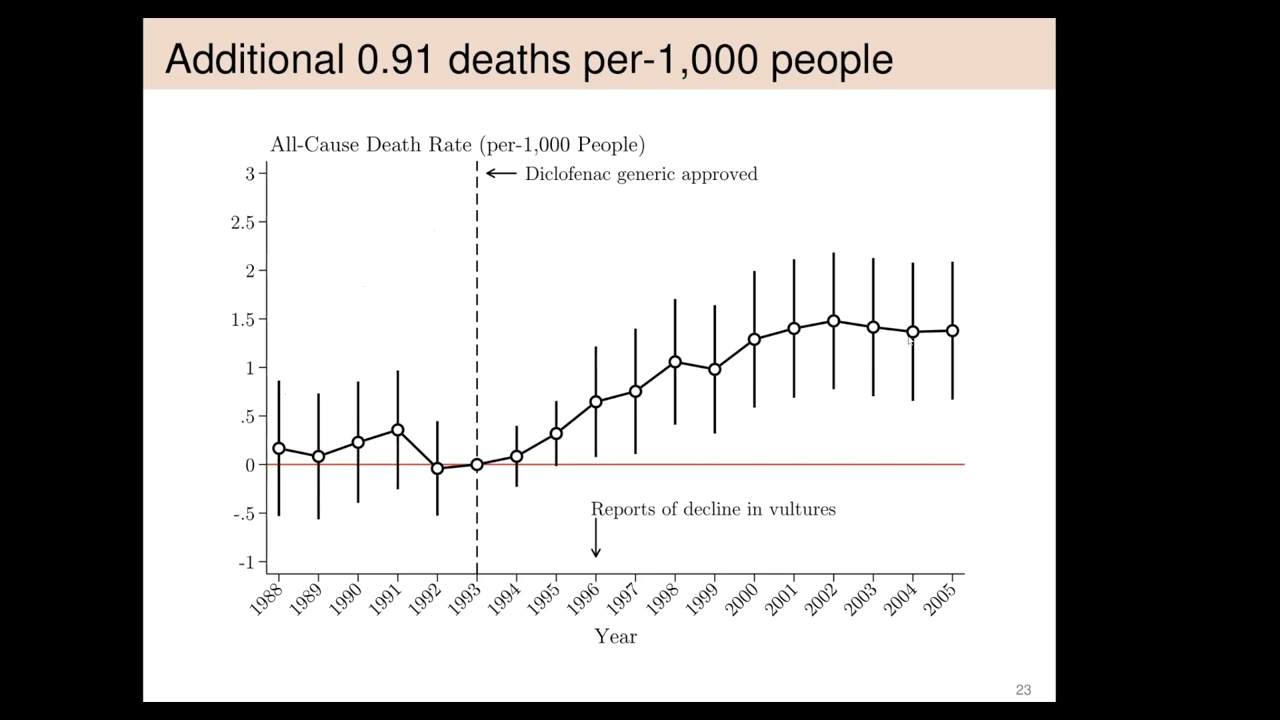 Additional 0.91 deaths per-1,000 people
All-Cause Death Rate (per-1,000 People)
3
Diclofenac generic approved
2.5
2
1.5
1
.5
0
-.5
Reports of decline in vultures
-1
1988 1989 1990 1991 1992 1993 1994 1995 1996 1997 1998 1999 2000 2001 2002 2003 2004 2005
Year
23